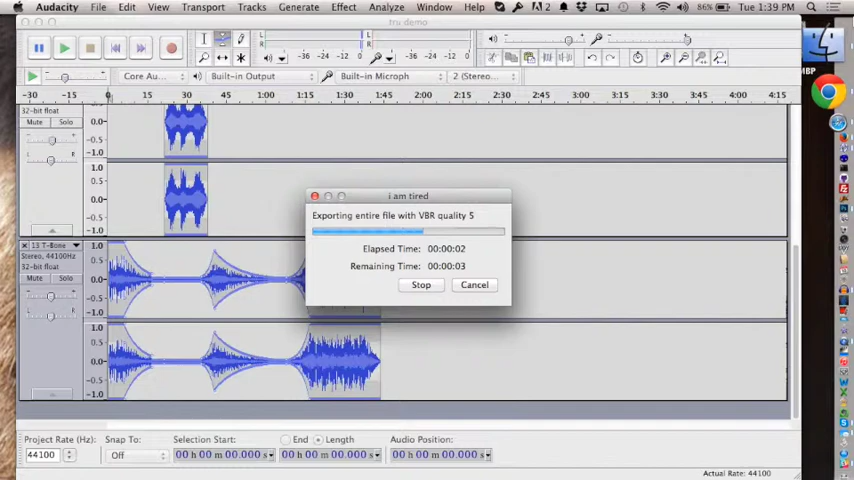 Audacity File Edit View Transport Tracks Generate Effect Analyze Window Help 2 86% Tue 1:39 PM
tru demo
L
R
-36 -24 -12 0
L
R
-36 -24 -12 0
Core Au... Built-in Output Built-in Microph 2 (Stereo...
-30 -15 0 15 30 45 1:00 1:15 1:30 1:45 2:00 2:15 2:30 2:45 3:00 3:15 3:30 3:45 4:00 4:15
32-bit float
Mute Solo
0.0
-0.5
-1.0
1.0
0.5
0.0
-0.5
-1.0
i am tired
Exporting entire file with VBR quality 5
Elapsed Time: 00:00:02
Remaining Time: 00:00:03
Stop Cancel
13 T-Bone
Stereo, 44100Hz
32-bit float
Mute Solo
L R
1.0
0.5
0.0
-0.5
-1.0
1.0
0.5
0.0
-0.5
-1.0
MBP
Project Rate (Hz): Snap To: Selection Start: End Length Audio Position:
44100 Off 00 h 00 m 00.000 s 00 h 00 m 00.000 s 00 h 00 m 00.000 s
Actual Rate: 44100